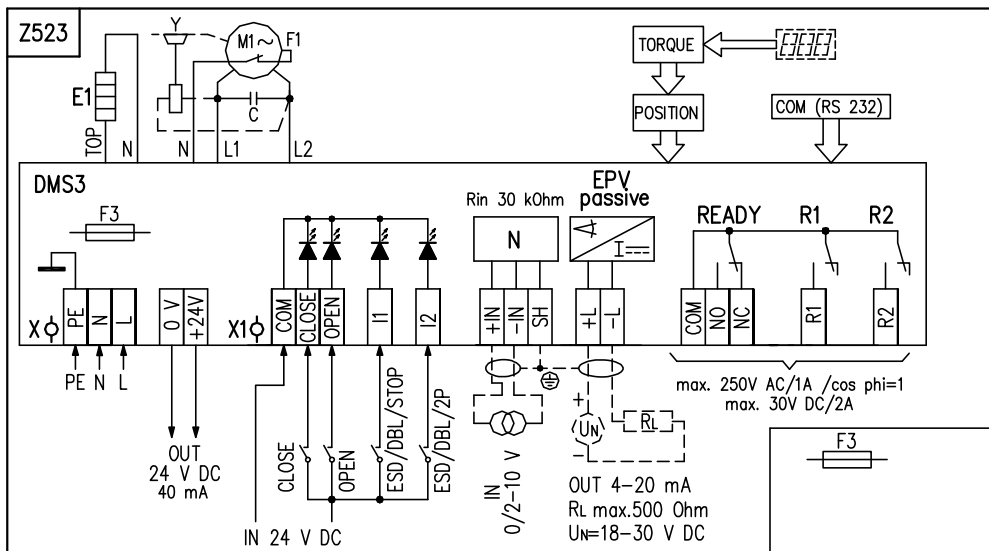 Z523
Y
M1~
F1
E1
C
TOP
N
N
L1
L2
TORQUE
POSITION
COM (RS 232)
DMS3
F3
Rin 30 kOhm
N
EPV
passive
I
READY
R1
R2
X
PE
N
L
0 V
+24V
X1
COM
CLOSE
OPEN
I1
I2
+IN
-IN
SH
+L
-L
COM
NO
NC
R1
R2
PE
N
L
OUT
24 V DC
40 mA
IN 24 V DC
CLOSE
OPEN
ESD/DBL/STOP
ESD/DBL/2P
IN
0/2-10 V
+
UN
-
RL
OUT 4-20 mA
RL max.500 Ohm
UN=18-30 V DC
max. 250V AC/1A /cos phi=1
max. 30V DC/2A
F3